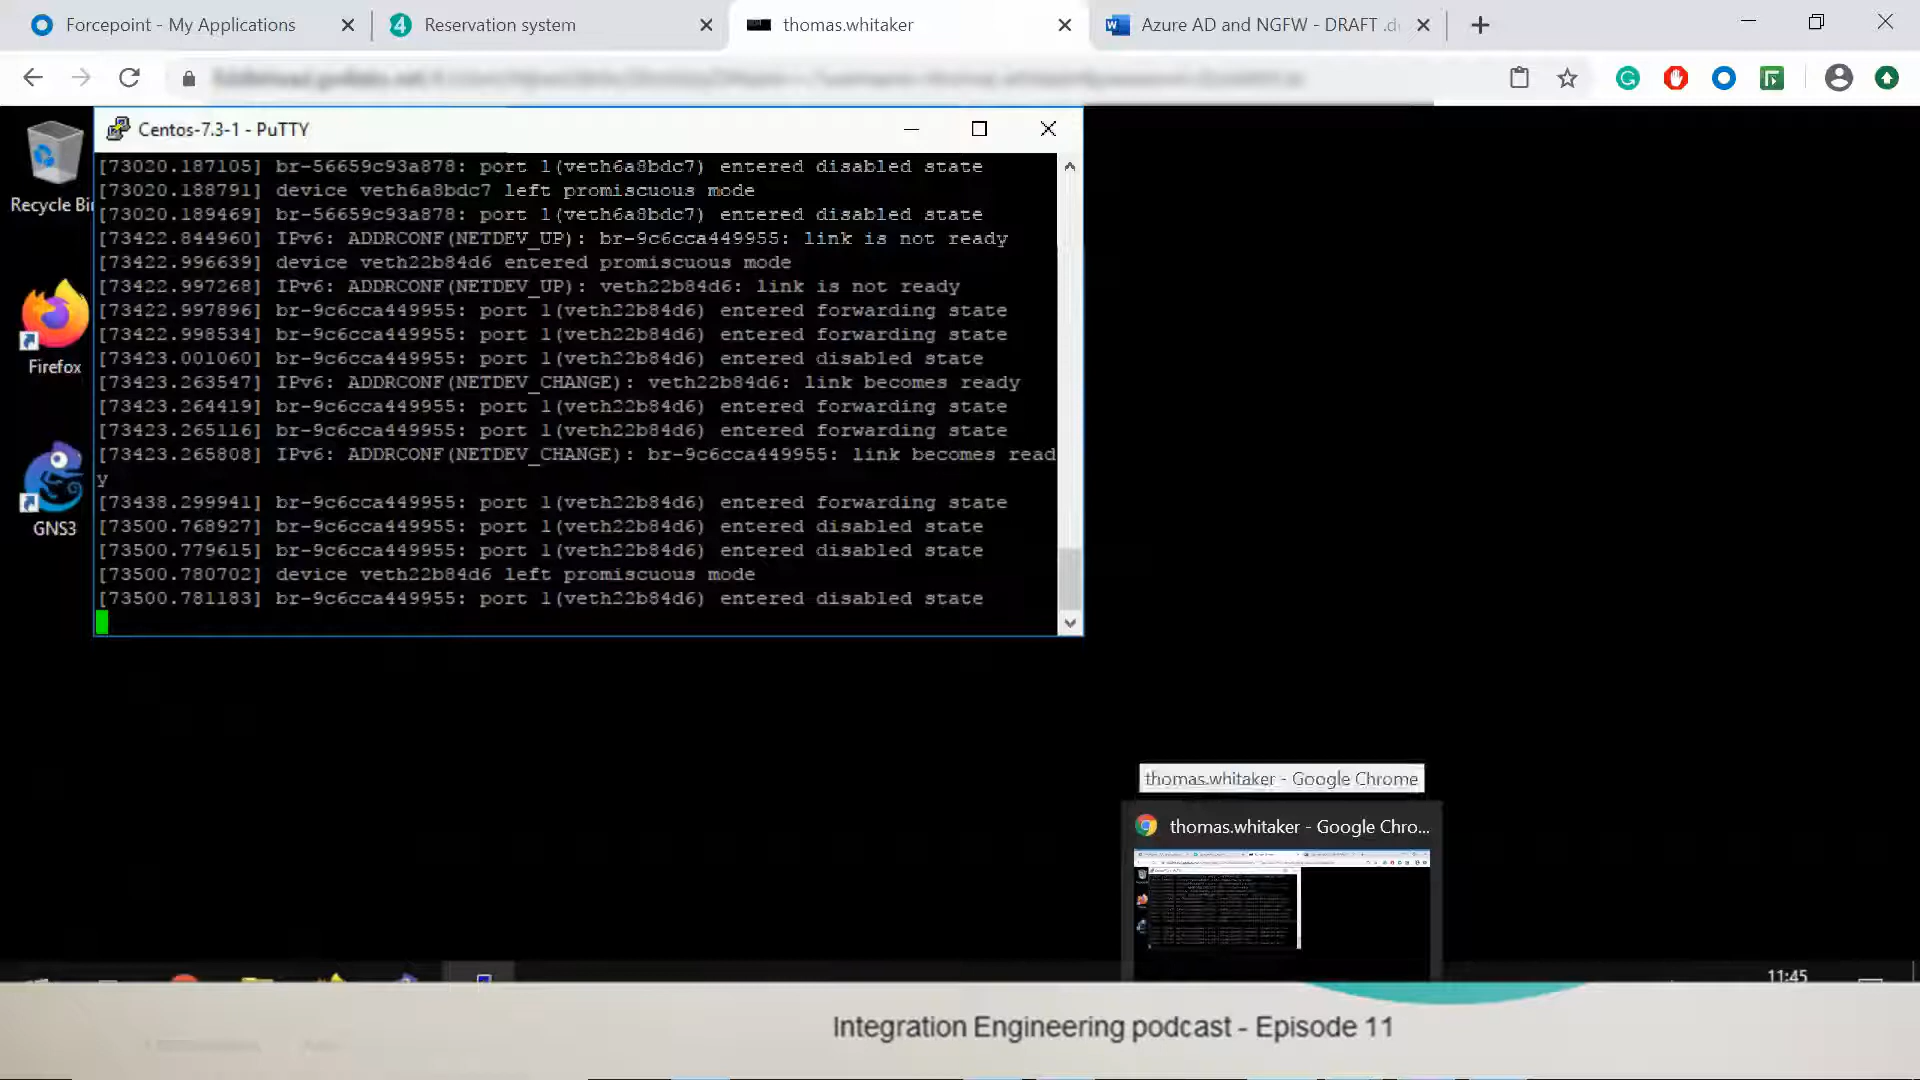 Forcepoint - My Applications
Reservation system
thomas.whitaker
Azure AD and NGFW - DRAFT .d
Centos-7.3-1 - PuTTY
Recycle Bin
Firefox
GNS3
[73020.187105] br-56659c93a878: port 1(veth6a8bdc7) entered disabled state
[73020.188791] device veth6a8bdc7 left promiscuous mode
[73020.189469] br-56659c93a878: port 1(veth6a8bdc7) entered disabled state
[73422.844960] IPv6: ADDRCONF(NETDEV_UP): br-9c6cca449955: link is not ready
[73422.996639] device veth22b84d6 entered promiscuous mode
[73422.997268] IPv6: ADDRCONF(NETDEV_UP): veth22b84d6: link is not ready
[73422.997896] br-9c6cca449955: port 1(veth22b84d6) entered forwarding state
[73422.998534] br-9c6cca449955: port 1(veth22b84d6) entered forwarding state
[73423.001060] br-9c6cca449955: port 1(veth22b84d6) entered disabled state
[73423.263547] IPv6: ADDRCONF(NETDEV_CHANGE): veth22b84d6: link becomes ready
[73423.264419] br-9c6cca449955: port 1(veth22b84d6) entered forwarding state
[73423.265116] br-9c6cca449955: port 1(veth22b84d6) entered forwarding state
[73423.265808] IPv6: ADDRCONF(NETDEV_CHANGE): br-9c6cca449955: link becomes read
y
[73438.299941] br-9c6cca449955: port 1(veth22b84d6) entered forwarding state
[73500.768927] br-9c6cca449955: port 1(veth22b84d6) entered disabled state
[73500.779615] br-9c6cca449955: port 1(veth22b84d6) entered disabled state
[73500.780702] device veth22b84d6 left promiscuous mode
[73500.781183] br-9c6cca449955: port 1(veth22b84d6) entered disabled state
thomas.whitaker - Google Chrome
thomas.whitaker - Google Chro...
11:45
Integration Engineering podcast - Episode 11